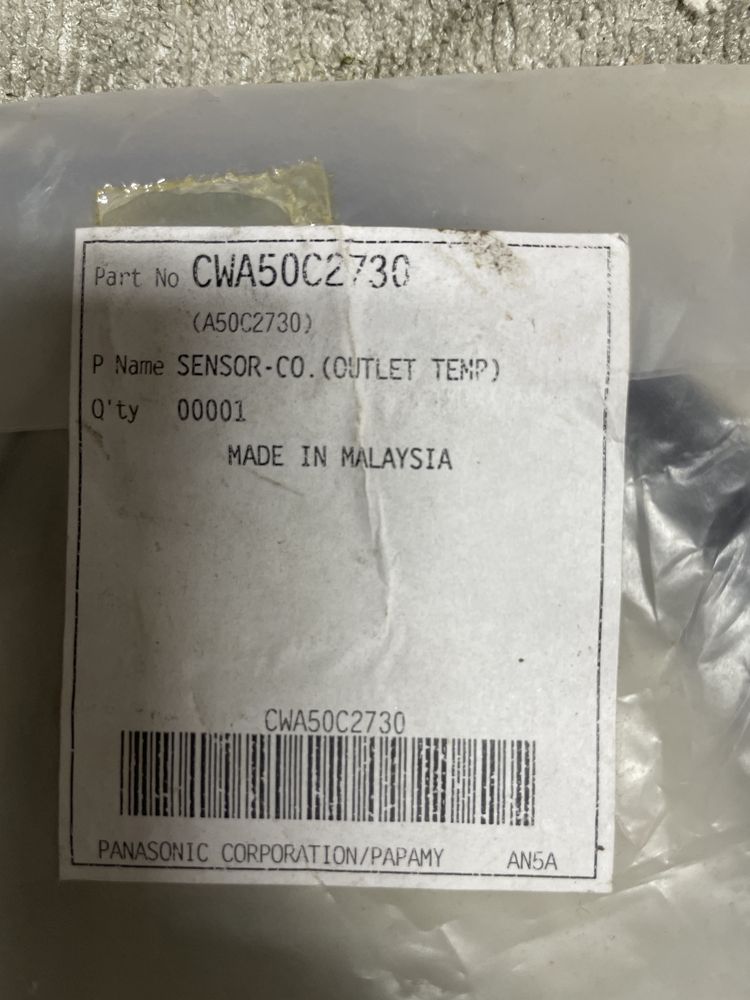 Part No CWA50C2730
(A50C2730)
P Name SENSOR-CO.(OUTLET TEMP)
Q'ty 00001
MADE IN MALAYSIA
CWA50C2730
PANASONIC CORPORATION/PAPAMY AN5A